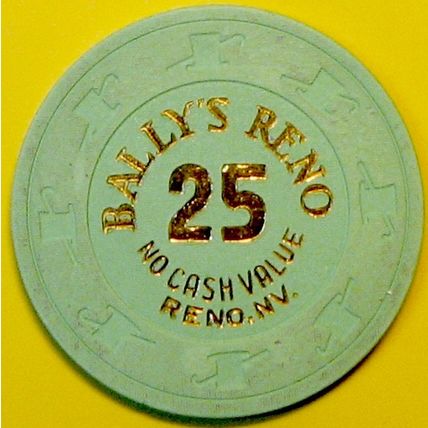 BALLY'S RENO
25
NO CASH VALUE
RENO, NV.